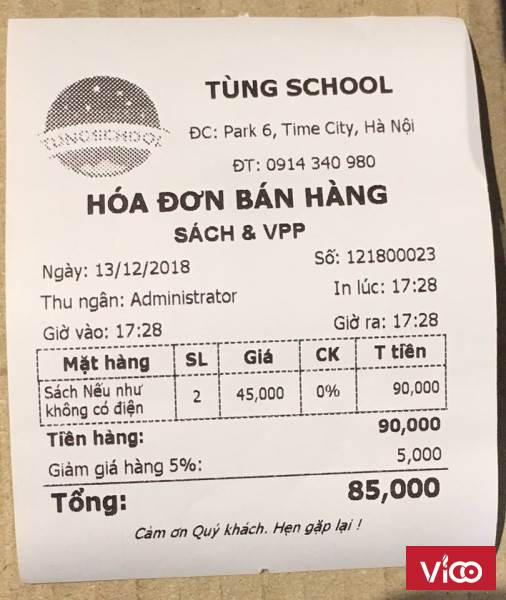 TUNGSCHOOL
TÙNG SCHOOL
ĐC: Park 6, Time City, Hà Nội
ĐT: 0914 340 980
HÓA ĐƠN BÁN HÀNG
SÁCH & VPP
Ngày: 13/12/2018 Số: 121800023
Thu ngân: Administrator In lúc: 17:28
Giờ vào: 17:28 Giờ ra: 17:28
Mặt hàng SL Giá CK T tiền
Sách Nếu như 2 45,000 0% 90,000
không có điện
Tiền hàng: 90,000
Giảm giá hàng 5%: 5,000
Tổng: 85,000
Cảm ơn Quý khách. Hẹn gặp lại !
Vioo